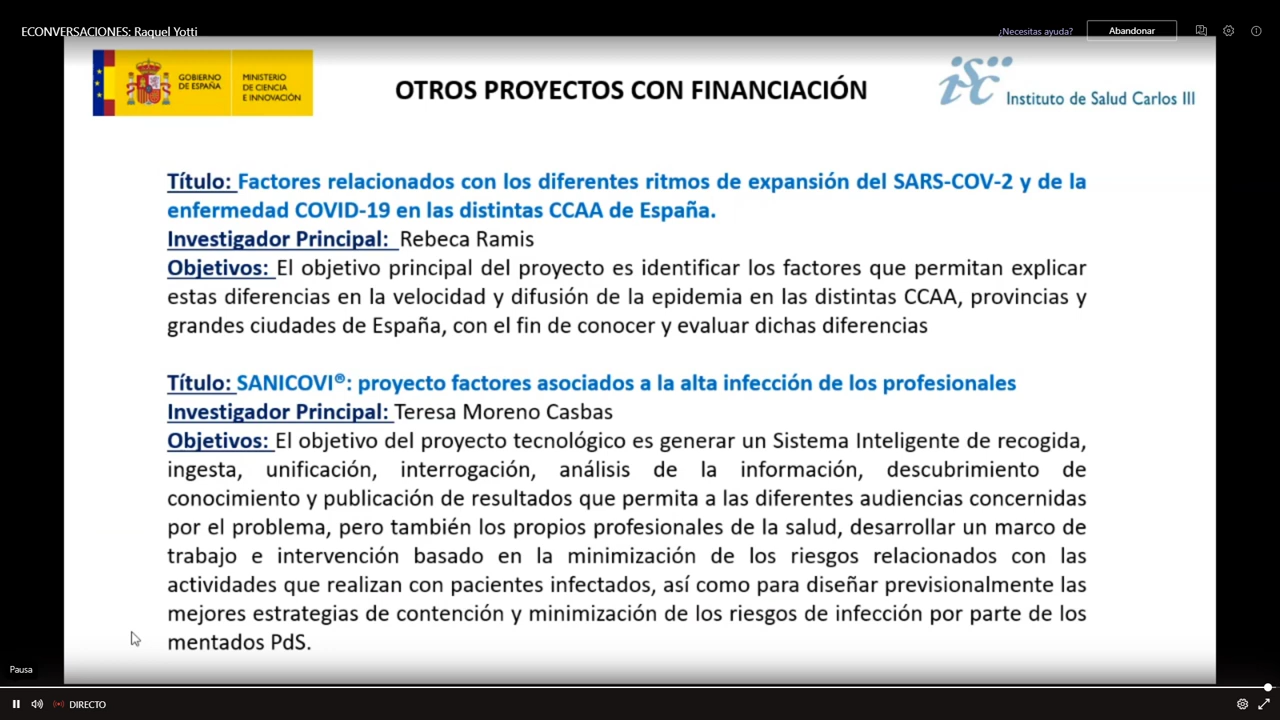 ECONVERSACIONES: Raquel Yotti
¿Necesitas ayuda?
Abandonar
GOBIERNO
DE ESPAÑA
MINISTERIO
DE CIENCIA
E INNOVACIÓN
OTROS PROYECTOS CON FINANCIACIÓN
isc
Instituto de Salud Carlos III
Título: Factores relacionados con los diferentes ritmos de expansión del SARS-COV-2 y de la
enfermedad COVID-19 en las distintas CCAA de España.
Investigador Principal: Rebeca Ramis
Objetivos: El objetivo principal del proyecto es identificar los factores que permitan explicar
estas diferencias en la velocidad y difusión de la epidemia en las distintas CCAA, provincias y
grandes ciudades de España, con el fin de conocer y evaluar dichas diferencias
Título: SANICOVI®: proyecto factores asociados a la alta infección de los profesionales
Investigador Principal: Teresa Moreno Casbas
Objetivos: El objetivo del proyecto tecnológico es generar un Sistema Inteligente de recogida,
ingesta, unificación, interrogación, análisis de la información, descubrimiento de
conocimiento y publicación de resultados que permita a las diferentes audiencias concernidas
por el problema, pero también los propios profesionales de la salud, desarrollar un marco de
trabajo e intervención basado en la minimización de los riesgos relacionados con las
actividades que realizan con pacientes infectados, así como para diseñar previsionalmente las
mejores estrategias de contención y minimización de los riesgos de infección por parte de los
mentados PdS.
Pausa
DIRECTO